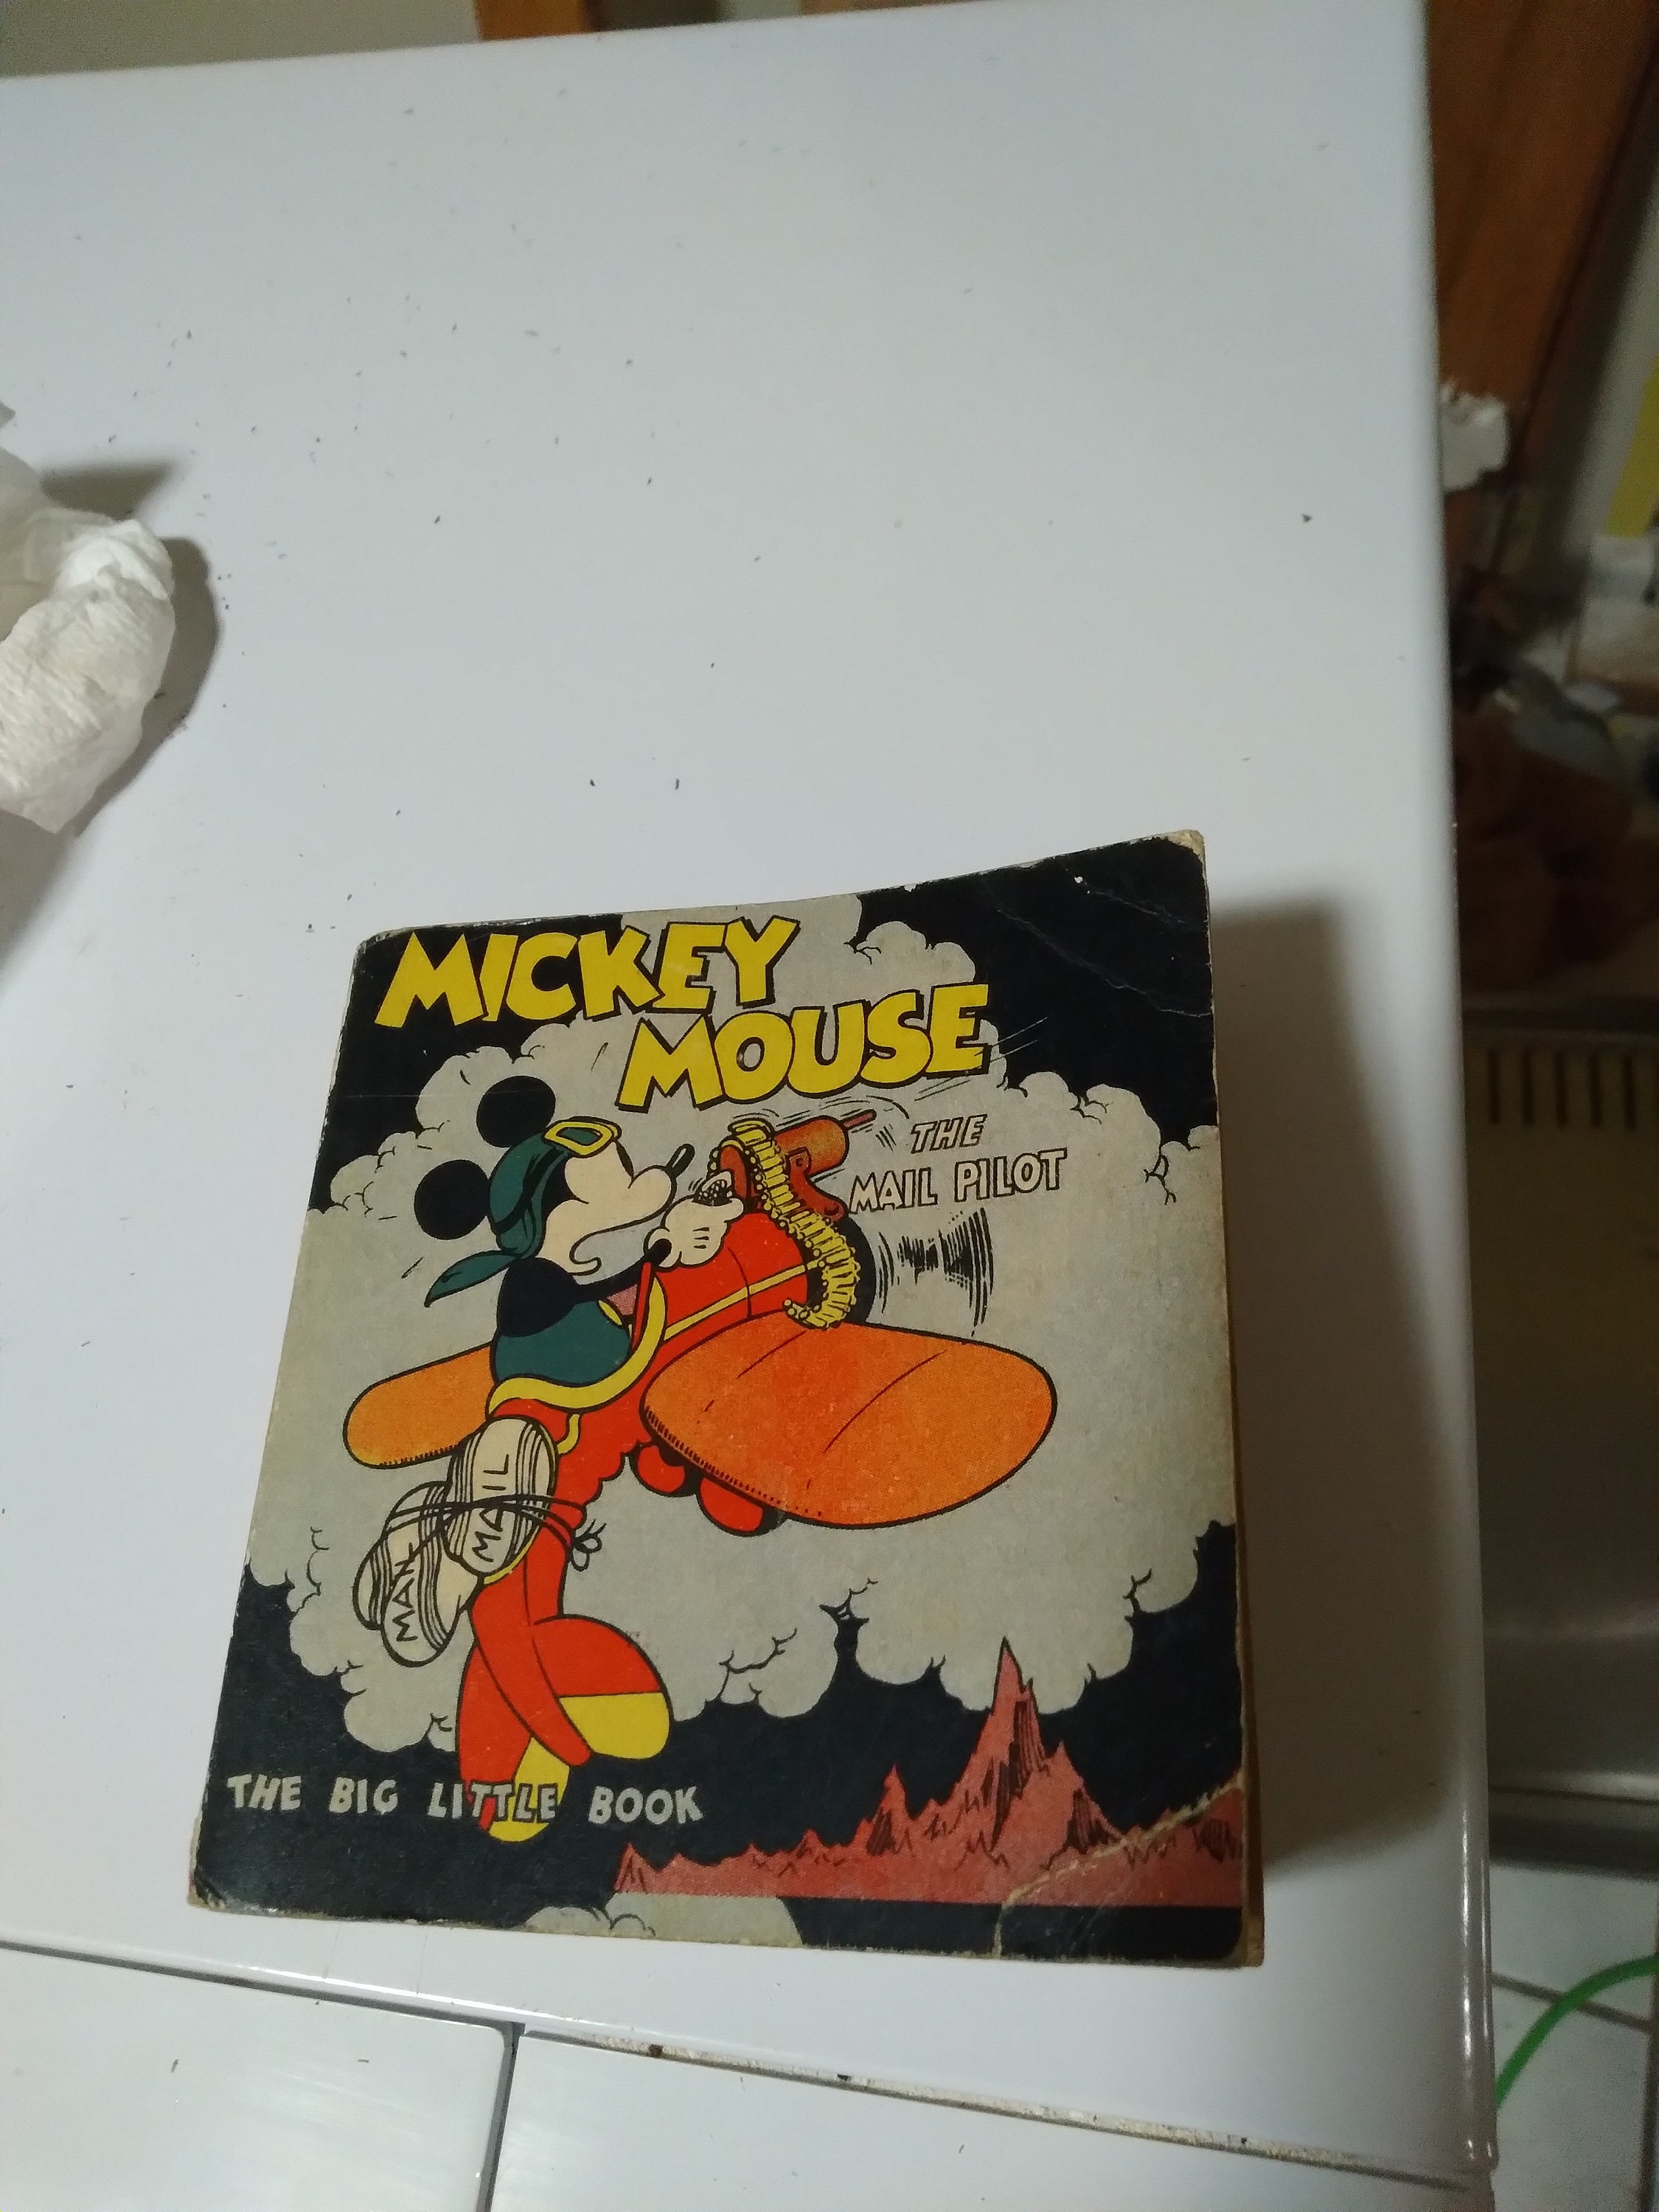 MICKEY
MOUSE
THE
MAIL PILOT
MAIL
MAIL
THE BIG LITTLE BOOK